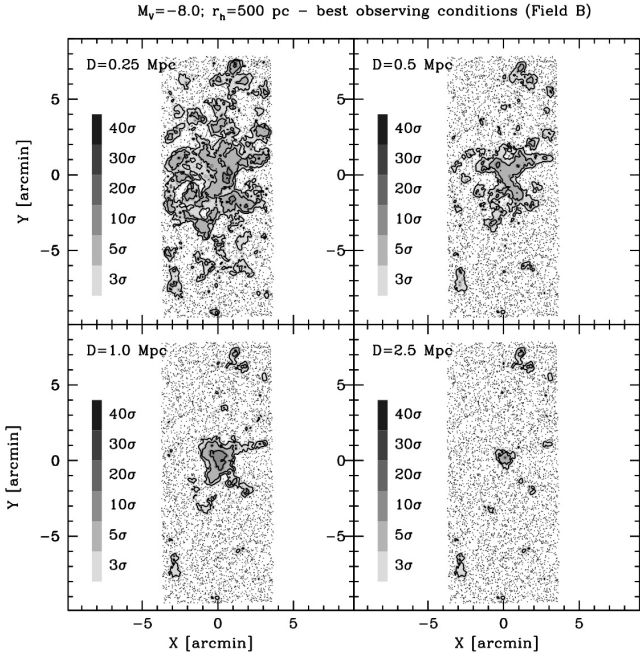 M_V=−8.0; r_h=500 pc − best observing conditions (Field B)
D=0.25 Mpc
D=0.5 Mpc
5
0
−5
Y [arcmin]
40σ
30σ
20σ
10σ
5σ
3σ
40σ
30σ
20σ
10σ
5σ
3σ
D=1.0 Mpc
D=2.5 Mpc
5
0
−5
Y [arcmin]
40σ
30σ
20σ
10σ
5σ
3σ
40σ
30σ
20σ
10σ
5σ
3σ
−5 0 5
−5 0 5
X [arcmin]
X [arcmin]